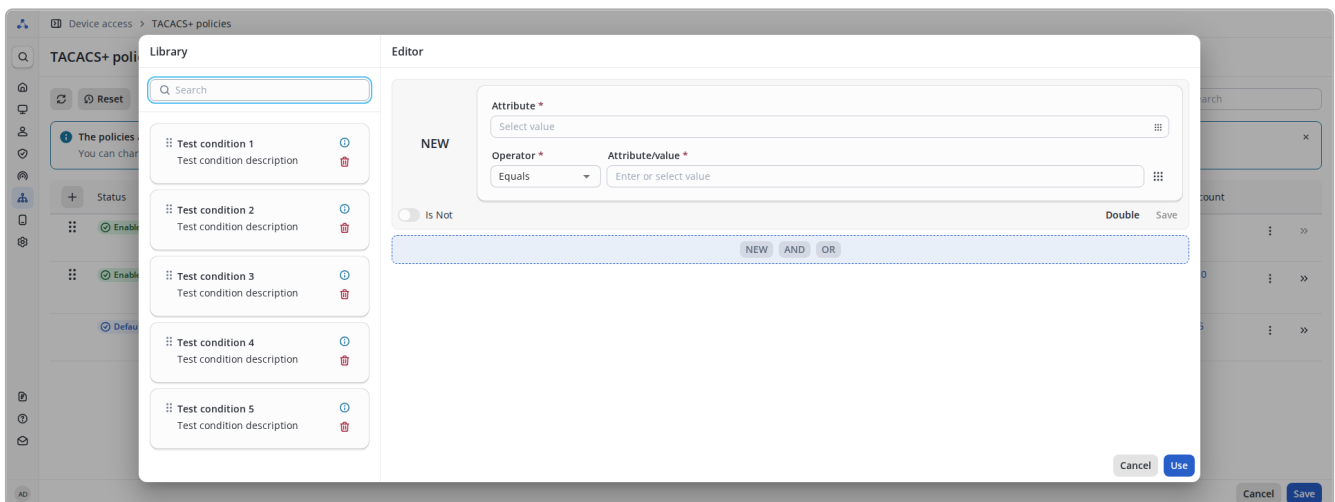 Device access > TACACS+ policies
TACACS+ poli
Reset
arch
The policies
You can char
Status
ount
Enable
Enable
0
Defau
AD
Cancel
Save
Library
Search
Test condition 1
Test condition description
Test condition 2
Test condition description
Test condition 3
Test condition description
Test condition 4
Test condition description
Test condition 5
Test condition description
Editor
NEW
Attribute *
Select value
Operator *
Attribute/value *
Equals
Enter or select value
Is Not
Double
Save
NEW
AND
OR
Cancel
Use